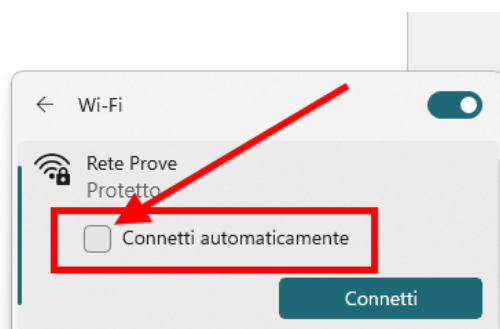 Wi-Fi
Rete Prove
Protetto
Connetti automaticamente
Connetti